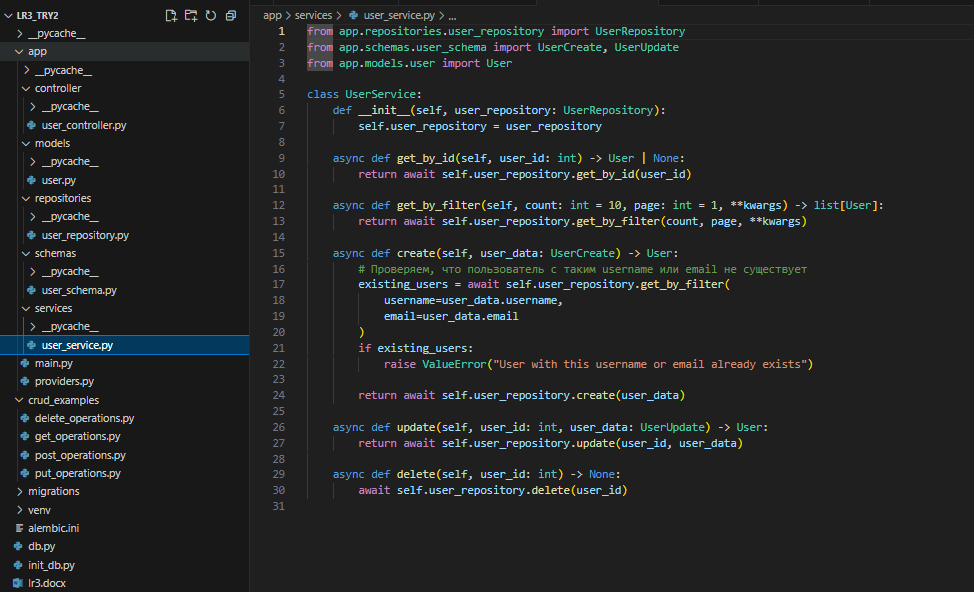 LR3_TRY2
__pycache__
app
__pycache__
controller
__pycache__
user_controller.py
models
__pycache__
user.py
repositories
__pycache__
user_repository.py
schemas
__pycache__
user_schema.py
services
__pycache__
user_service.py
main.py
providers.py
crud_examples
delete_operations.py
get_operations.py
post_operations.py
put_operations.py
migrations
venv
alembic.ini
db.py
init_db.py
lr3.docx
app > services > user_service.py > ...
1 from app.repositories.user_repository import UserRepository
2 from app.schemas.user_schema import UserCreate, UserUpdate
3 from app.models.user import User
4
5 class UserService:
6     def __init__(self, user_repository: UserRepository):
7         self.user_repository = user_repository
8
9     async def get_by_id(self, user_id: int) -> User | None:
10         return await self.user_repository.get_by_id(user_id)
11
12     async def get_by_filter(self, count: int = 10, page: int = 1, **kwargs) -> list[User]:
13         return await self.user_repository.get_by_filter(count, page, **kwargs)
14
15     async def create(self, user_data: UserCreate) -> User:
16         # Проверяем, что пользователь с таким username или email не существует
17         existing_users = await self.user_repository.get_by_filter(
18             username=user_data.username,
19             email=user_data.email
20         )
21         if existing_users:
22             raise ValueError("User with this username or email already exists")
23
24         return await self.user_repository.create(user_data)
25
26     async def update(self, user_id: int, user_data: UserUpdate) -> User:
27         return await self.user_repository.update(user_id, user_data)
28
29     async def delete(self, user_id: int) -> None:
30         await self.user_repository.delete(user_id)
31